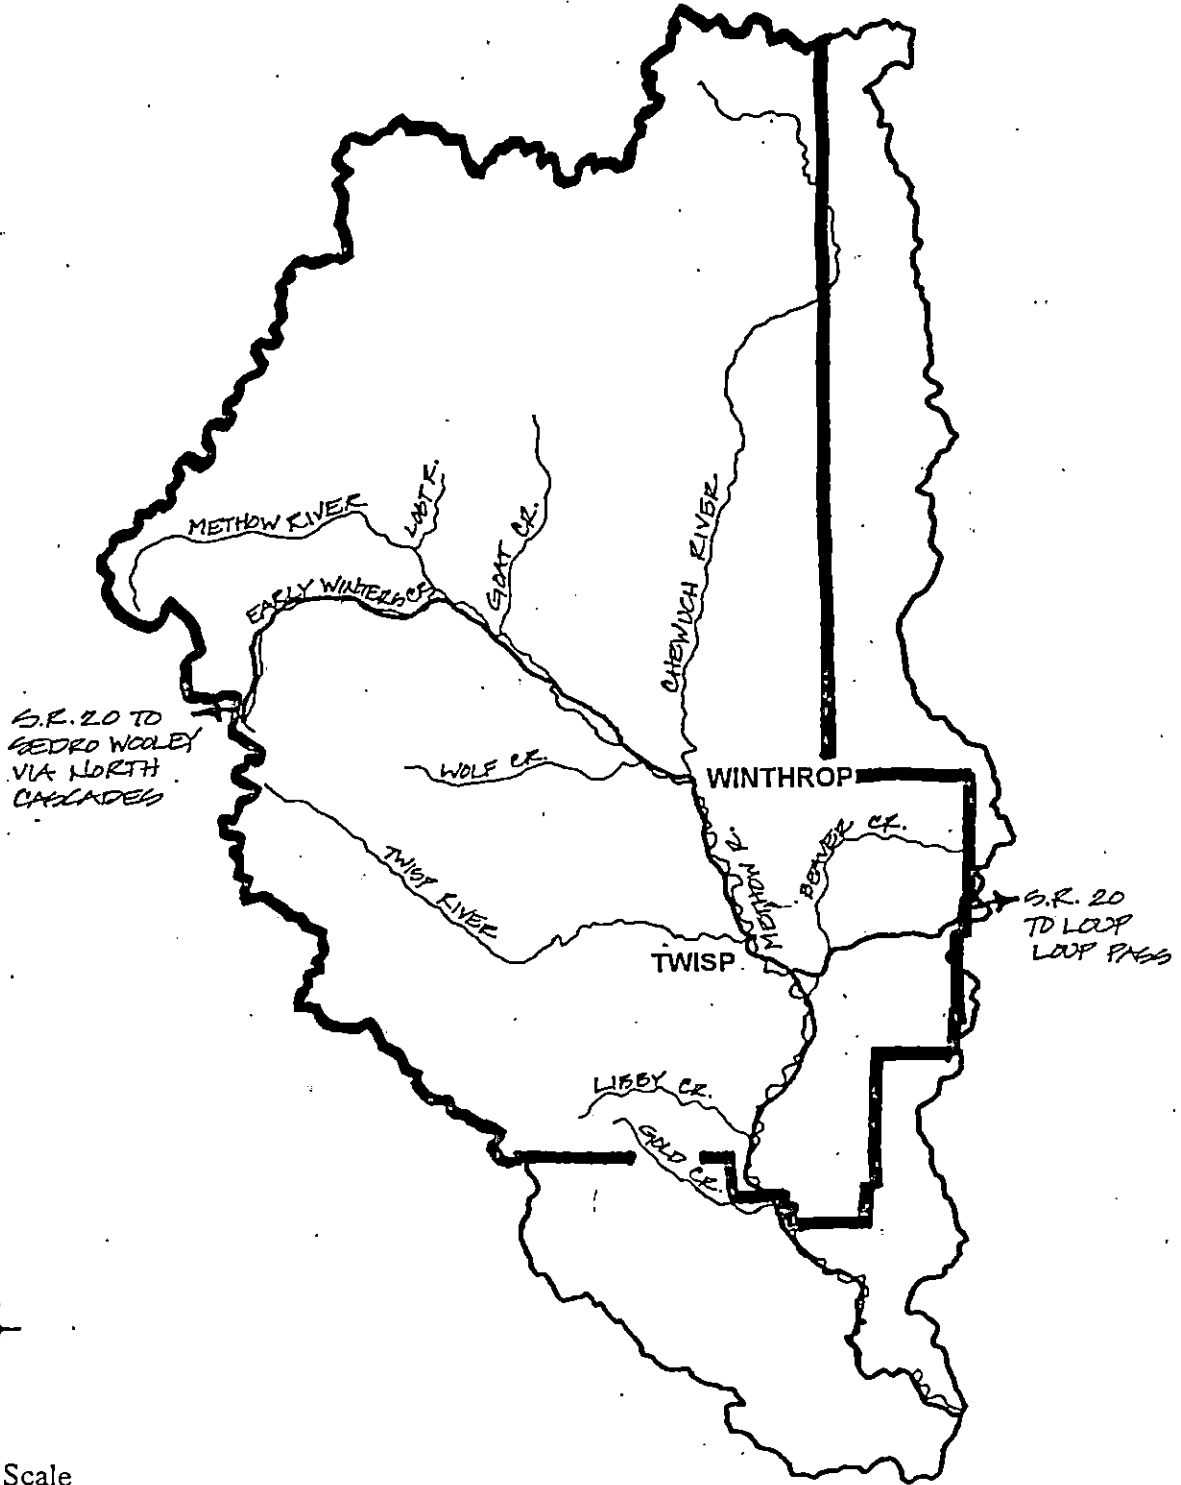 METHOW RIVER
LOST R.
GOAT CR.
EARLY WINTERS CR.
CHEWUCH RIVER
S.R. 20 TO
SEDRO WOOLEY
VIA NORTH
CASCADES
WOLF CR.
WINTHROP
BEAVER CR.
METHOW R.
TWISP RIVER
S.R. 20
TO LOUP
LOUP PASS
TWISP
LIBBY CR.
GOLD CR.
Scale